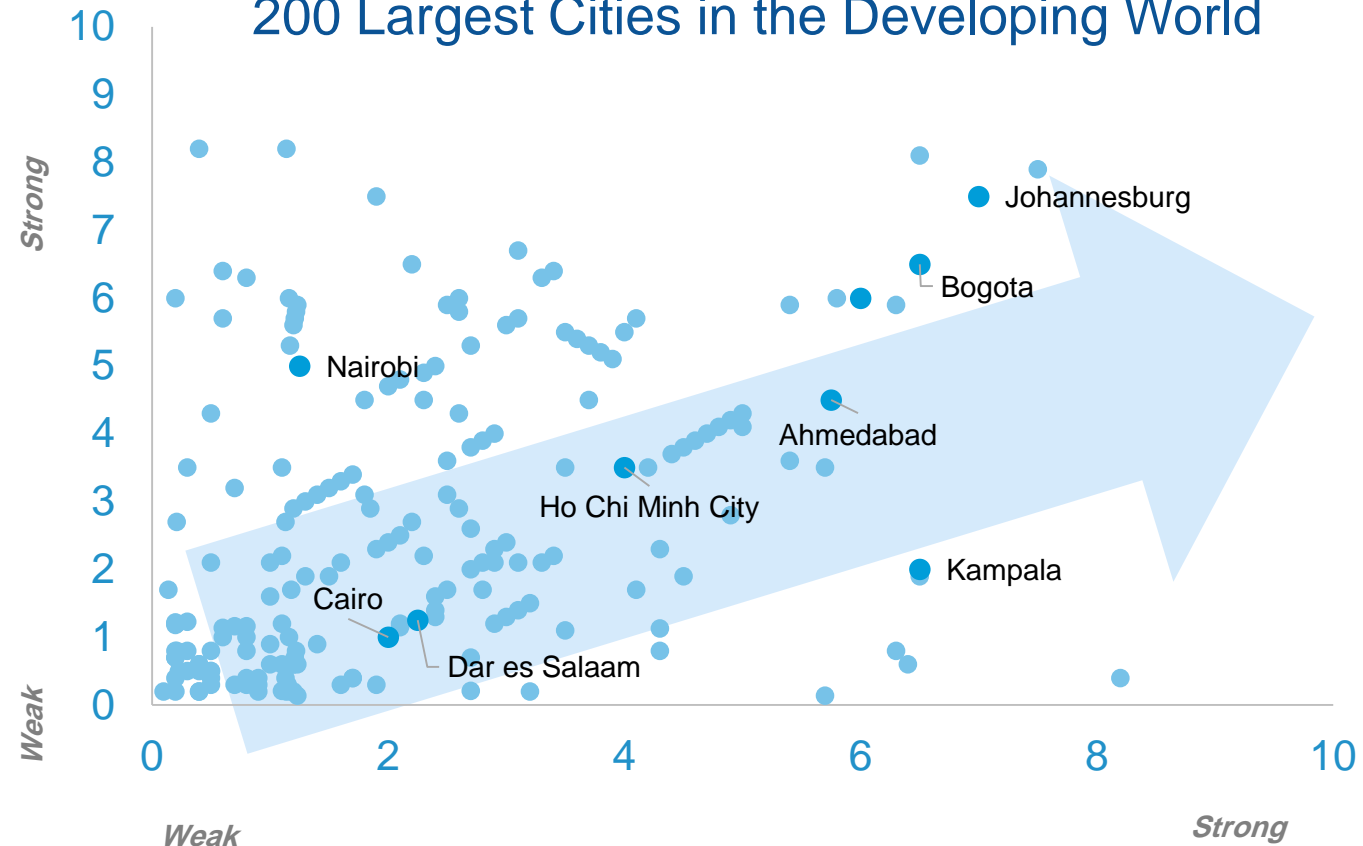 200 Largest Cities in the Developing World
10
9
8
7
6
5
4
3
2
1
0
Strong
Weak
Johannesburg
Bogota
Nairobi
Ahmedabad
Ho Chi Minh City
Kampala
Cairo
Dar es Salaam
0 2 4 6 8 10
Weak Strong